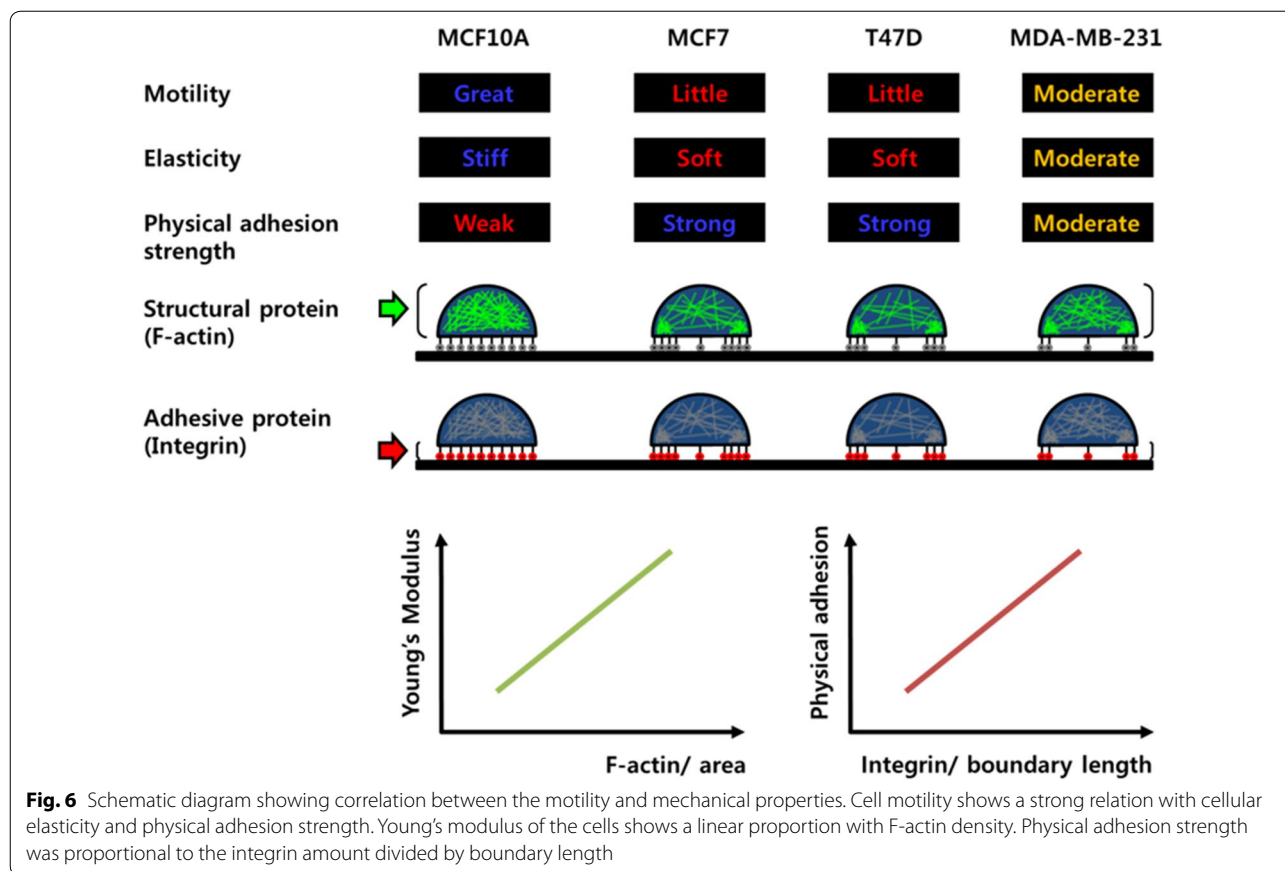 MCF10A MCF7 T47D MDA-MB-231
Motility Great Little Little Moderate
Elasticity Stiff Soft Soft Moderate
Physical adhesion
strength Weak Strong Strong Moderate
Structural protein
(F-actin)
Adhesive protein
(Integrin)
Young's Modulus
F-actin/ area
Physical adhesion
Integrin/ boundary length
Fig. 6 Schematic diagram showing correlation between the motility and mechanical properties. Cell motility shows a strong relation with cellular
elasticity and physical adhesion strength. Young's modulus of the cells shows a linear proportion with F-actin density. Physical adhesion strength
was proportional to the integrin amount divided by boundary length